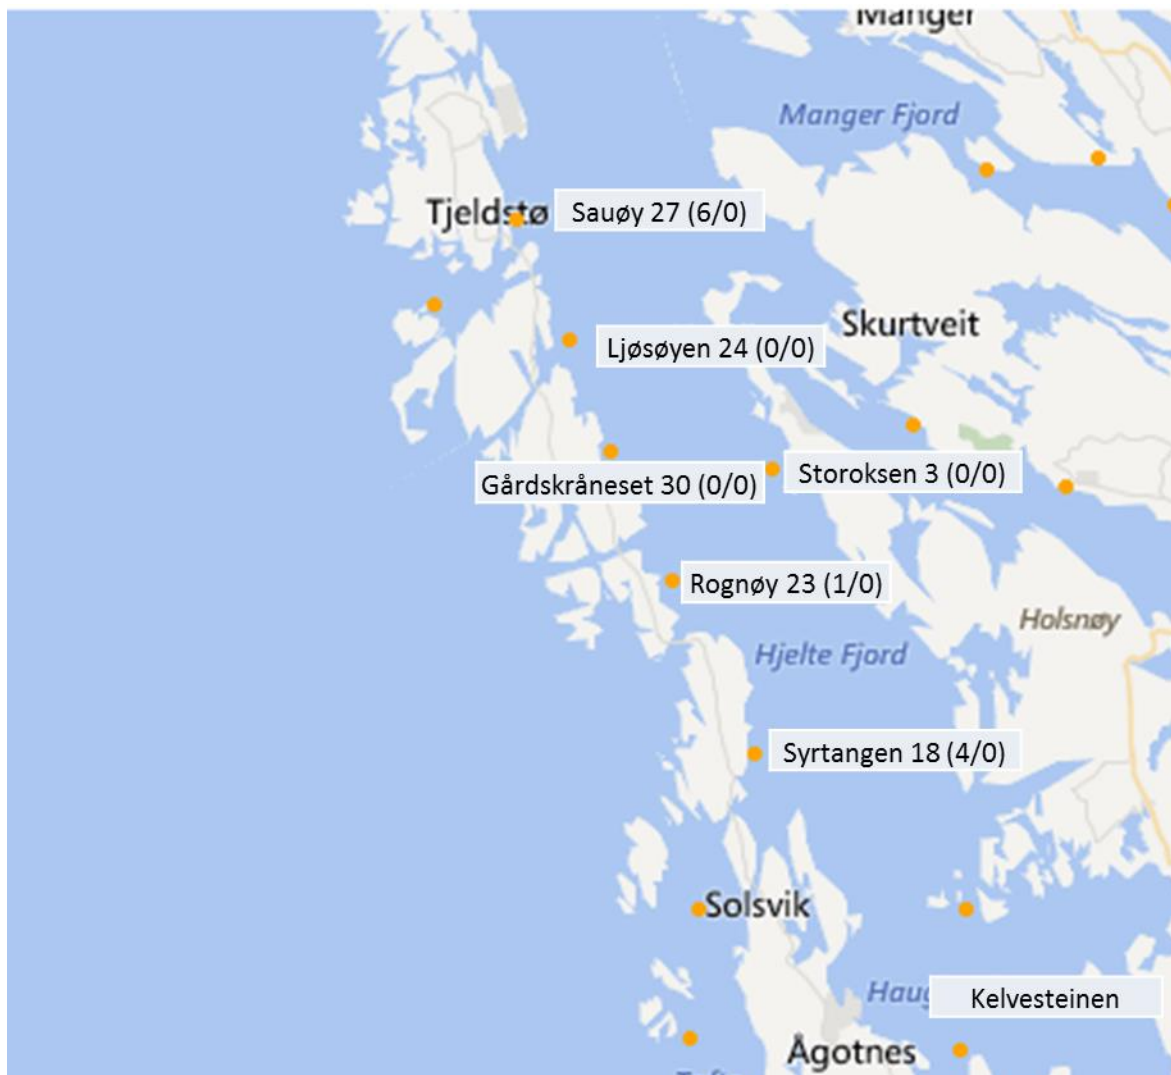 Manger
Manger Fjord
Tjeldstø
Sauøy 27 (6/0)
Skurtveit
Ljøsøyen 24 (0/0)
Gårdskråneset 30 (0/0)
Storoksen 3 (0/0)
Rognøy 23 (1/0)
Holsnøy
Hjelte Fjord
Syrtangen 18 (4/0)
Solsvik
Kelvesteinen
Ågotnes